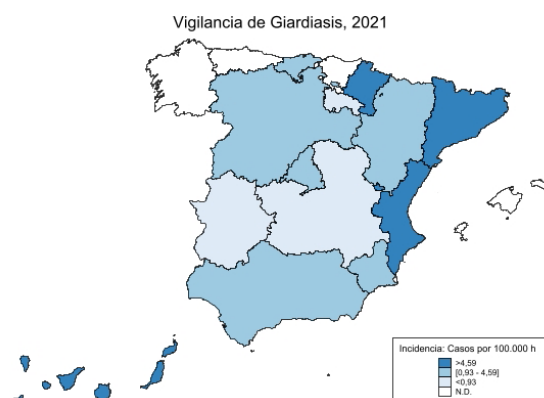 Vigilancia de Giardiasis, 2021
Incidencia: Casos por 100.000 h
>4,59
[0,93 - 4,59]
<0,93
N.D.